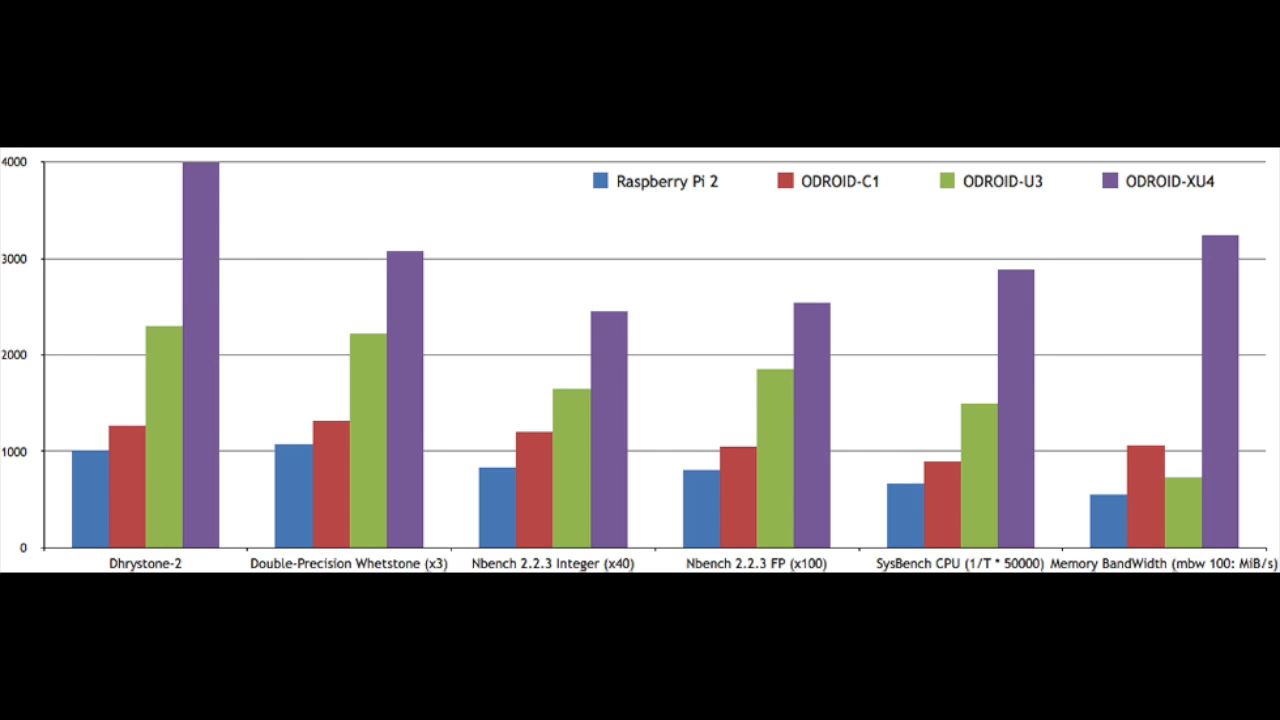 4000
Raspberry Pi 2 ODROID-C1 ODROID-U3 ODROID-XU4
3000
2000
1000
0
Dhrystone-2 Double-Precision Whetstone (x3) Nbench 2.2.3 Integer (x40) Nbench 2.2.3 FP (x100) SysBench CPU (1/T * 50000) Memory BandWidth (mbw 100: MiB/s)